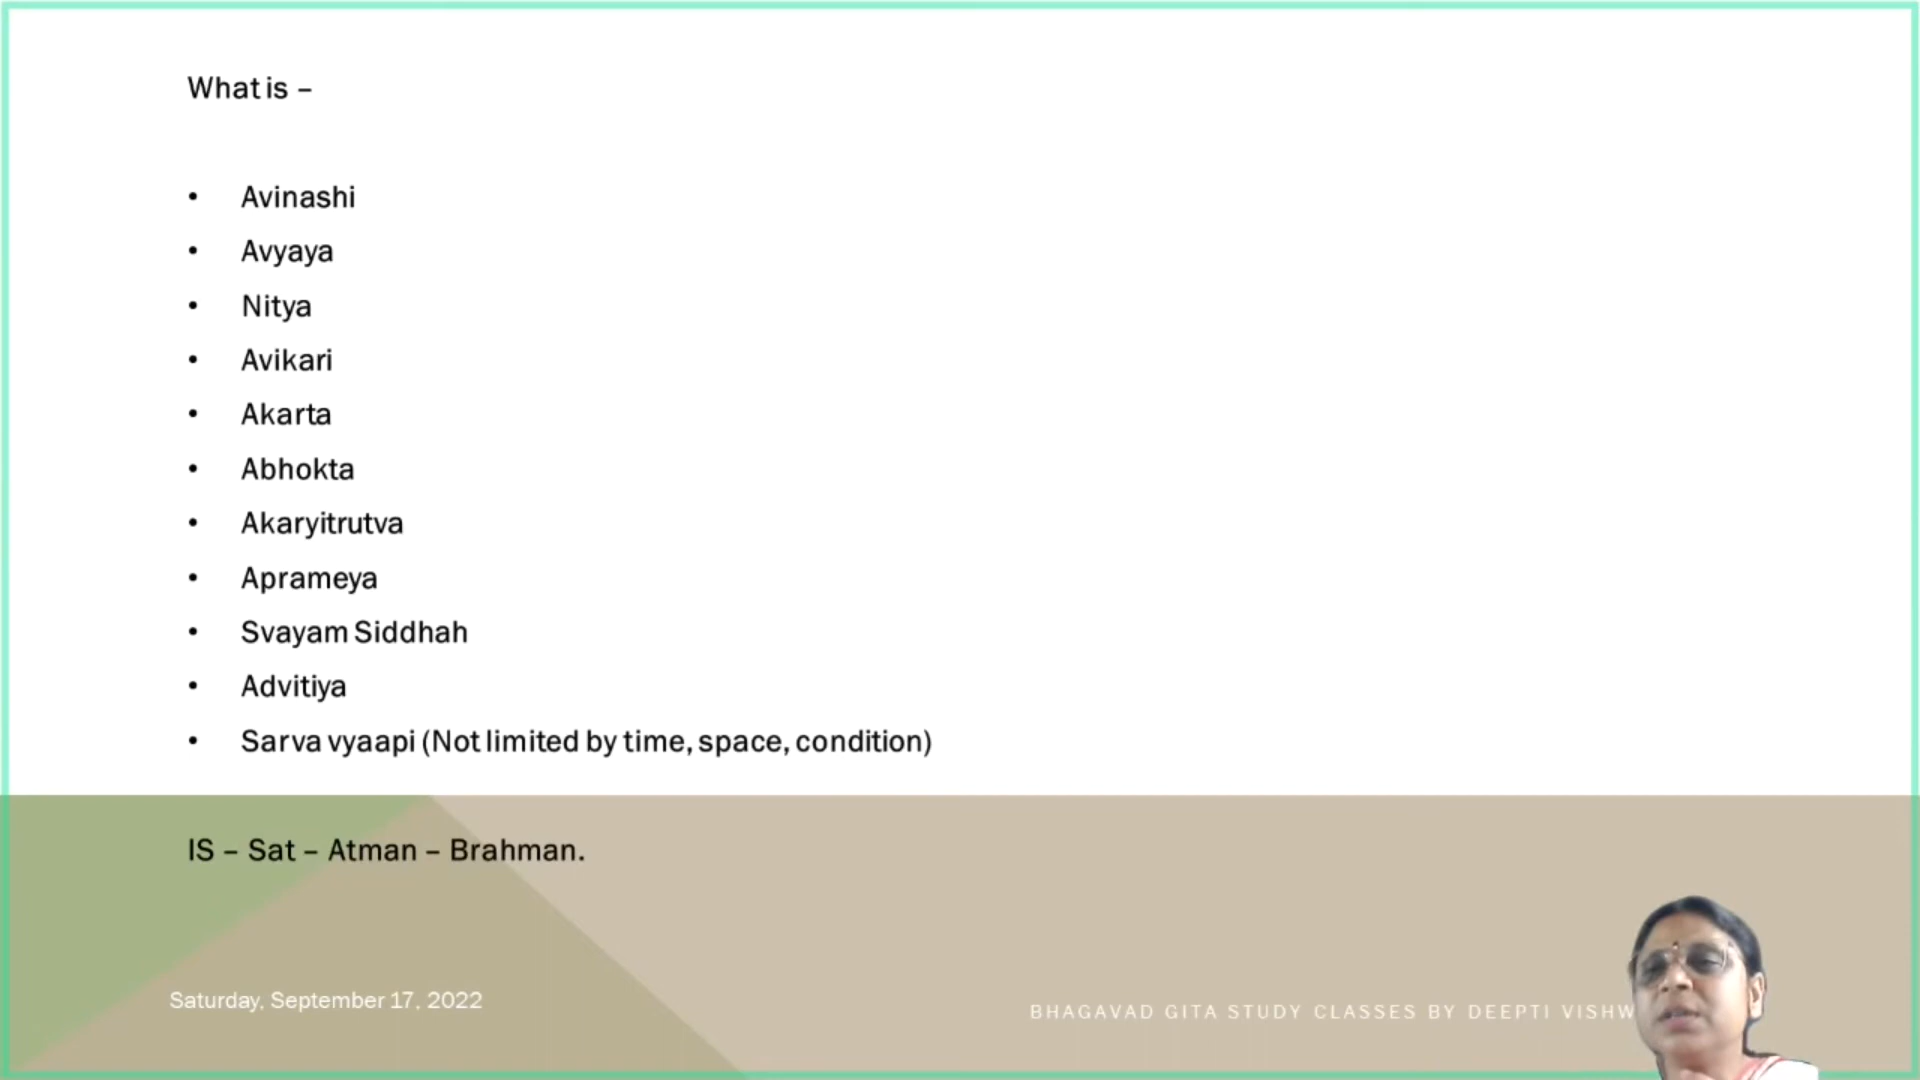 What is –
• Avinashi
• Avyaya
• Nitya
• Avikari
• Akarta
• Abhokta
• Akaryitrutva
• Aprameya
• Svayam Siddhah
• Advitiya
• Sarva vyaapi (Not limited by time, space, condition)
IS – Sat – Atman – Brahman.
Saturday, September 17, 2022
BHAGAVAD GITA STUDY CLASSES BY DEEPTI